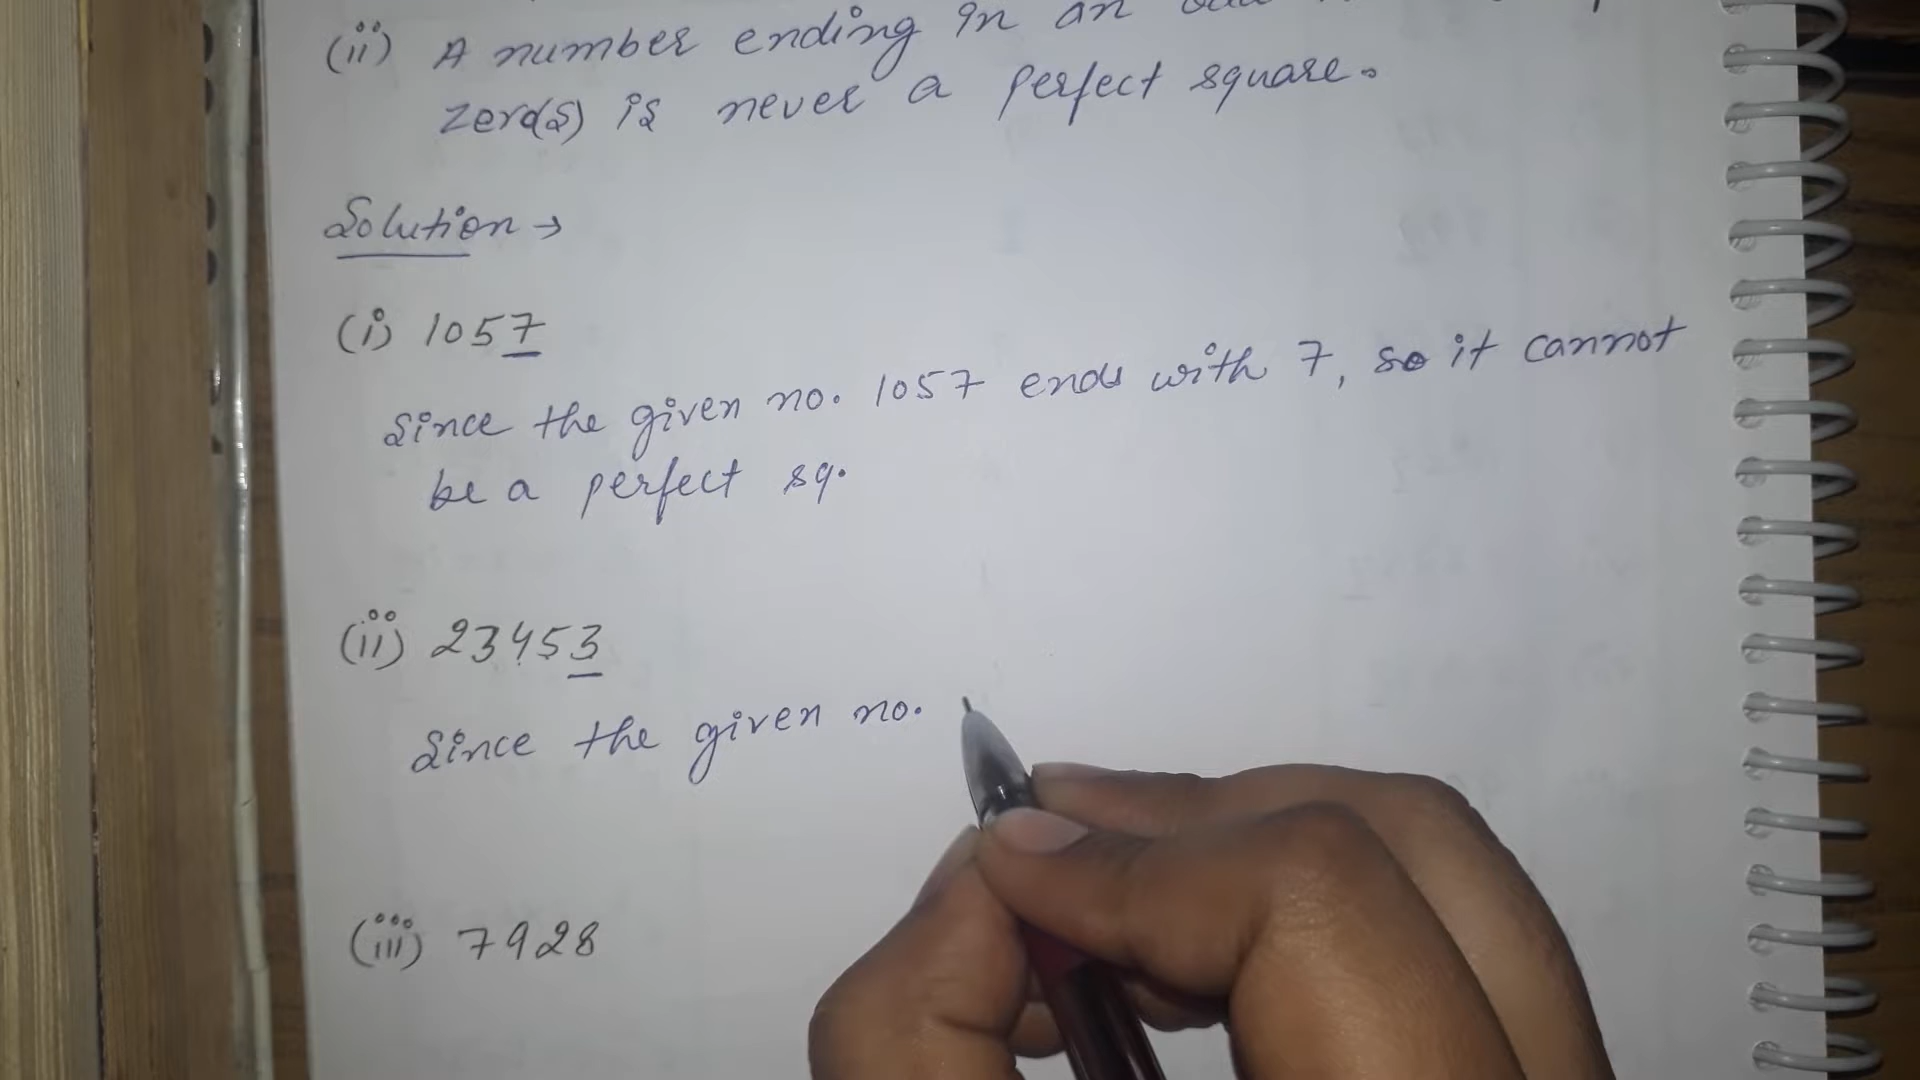 (ii) A number ending in an
zero(s) is never a perfect square.
Solution →
(i) 1057
Since the given no. 1057 ends with 7, so it cannot
be a perfect sq.
(ii) 23453
Since the given no.
(iii) 7928